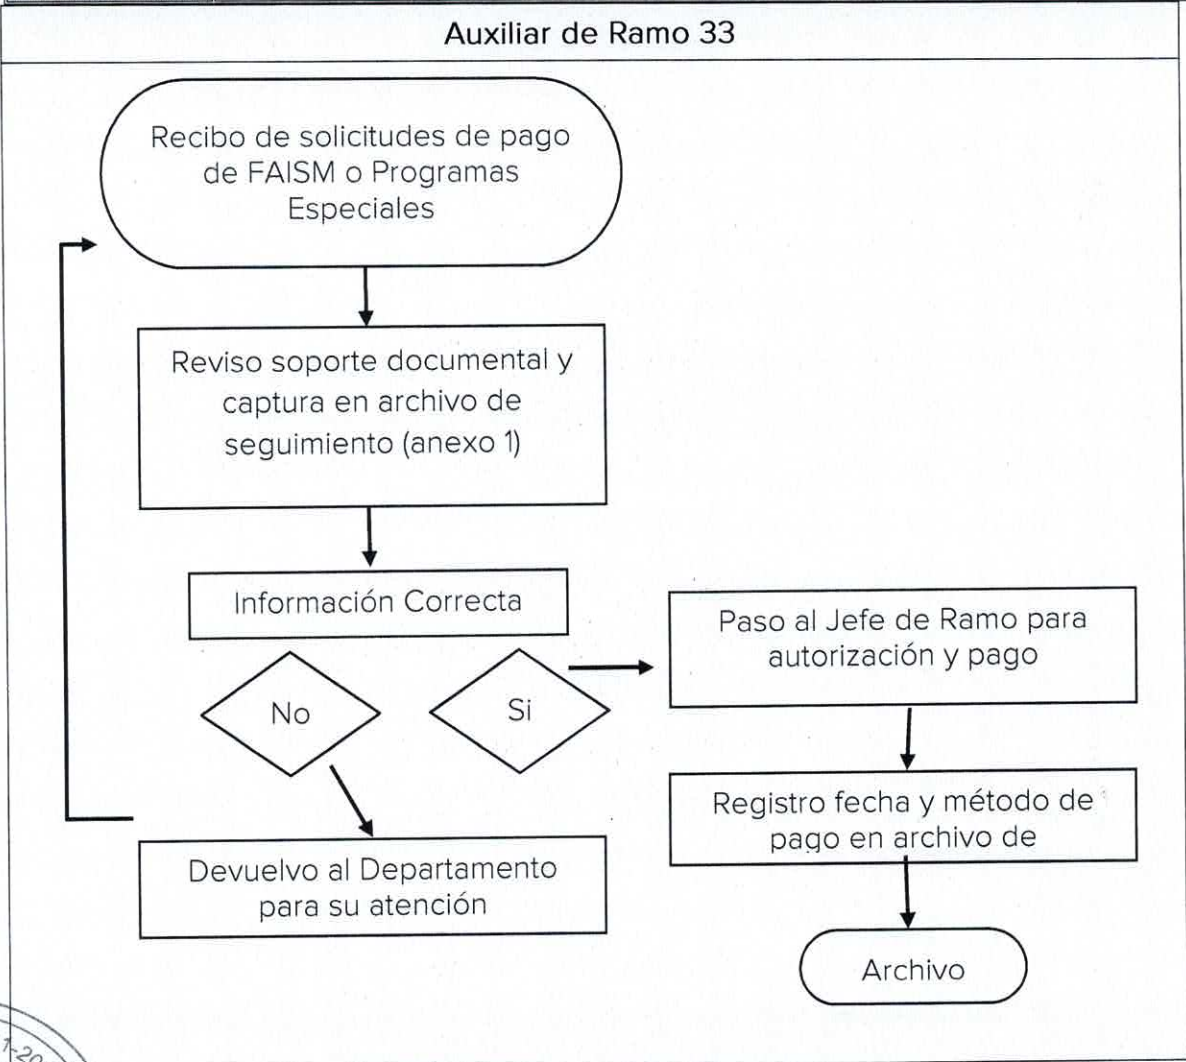 Auxiliar de Ramo 33
Recibo de solicitudes de pago
de FAISM o Programas
Especiales
Reviso soporte documental y
captura en archivo de
seguimiento (anexo 1)
Información Correcta
No
Si
Devuelvo al Departamento
para su atención
Paso al Jefe de Ramo para
autorización y pago
Registro fecha y método de
pago en archivo de
Archivo